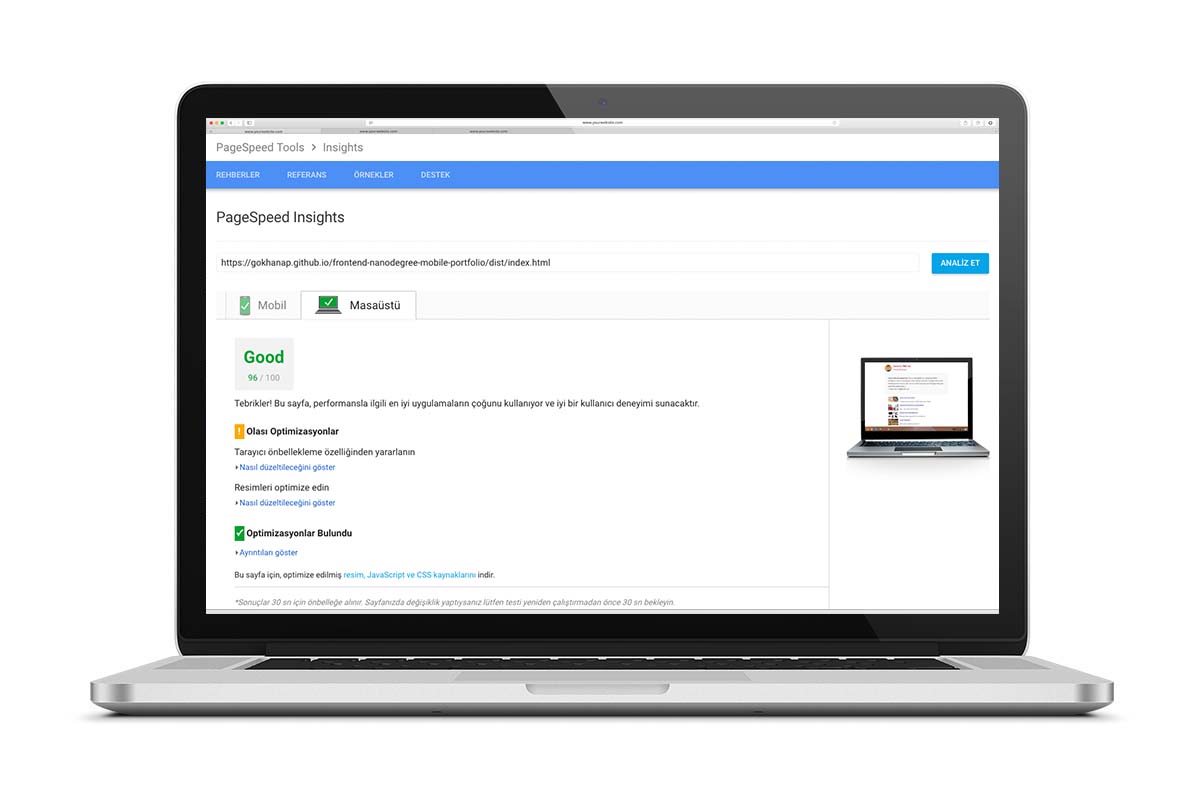 www.yourwebsite.com
www.yourwebsite.com www.yourwebsite.com www.yourwebsite.com
PageSpeed Tools > Insights
REHBERLER REFERANS ÖRNEKLER DESTEK
PageSpeed Insights
https://gokhanap.github.io/frontend-nanodegree-mobile-portfolio/dist/index.html ANALİZ ET
Mobil Masaüstü
Good
96 / 100
Tebrikler! Bu sayfa, performansla ilgili en iyi uygulamaların çoğunu kullanıyor ve iyi bir kullanıcı deneyimi sunacaktır.
! Olası Optimizasyonlar
Tarayıcı önbellekleme özelliğinden yararlanın
Nasıl düzeltileceğini göster
Resimleri optimize edin
Nasıl düzeltileceğini göster
Optimizasyonlar Bulundu
Ayrıntıları göster
Bu sayfa için, optimize edilmiş resim, JavaScript ve CSS kaynaklarını indir.
*Sonuçlar 30 sn için önbelleğe alınır. Sayfanızda değişiklik yaptıysanız lütfen testi yeniden çalıştırmadan önce 30 sn bekleyin.